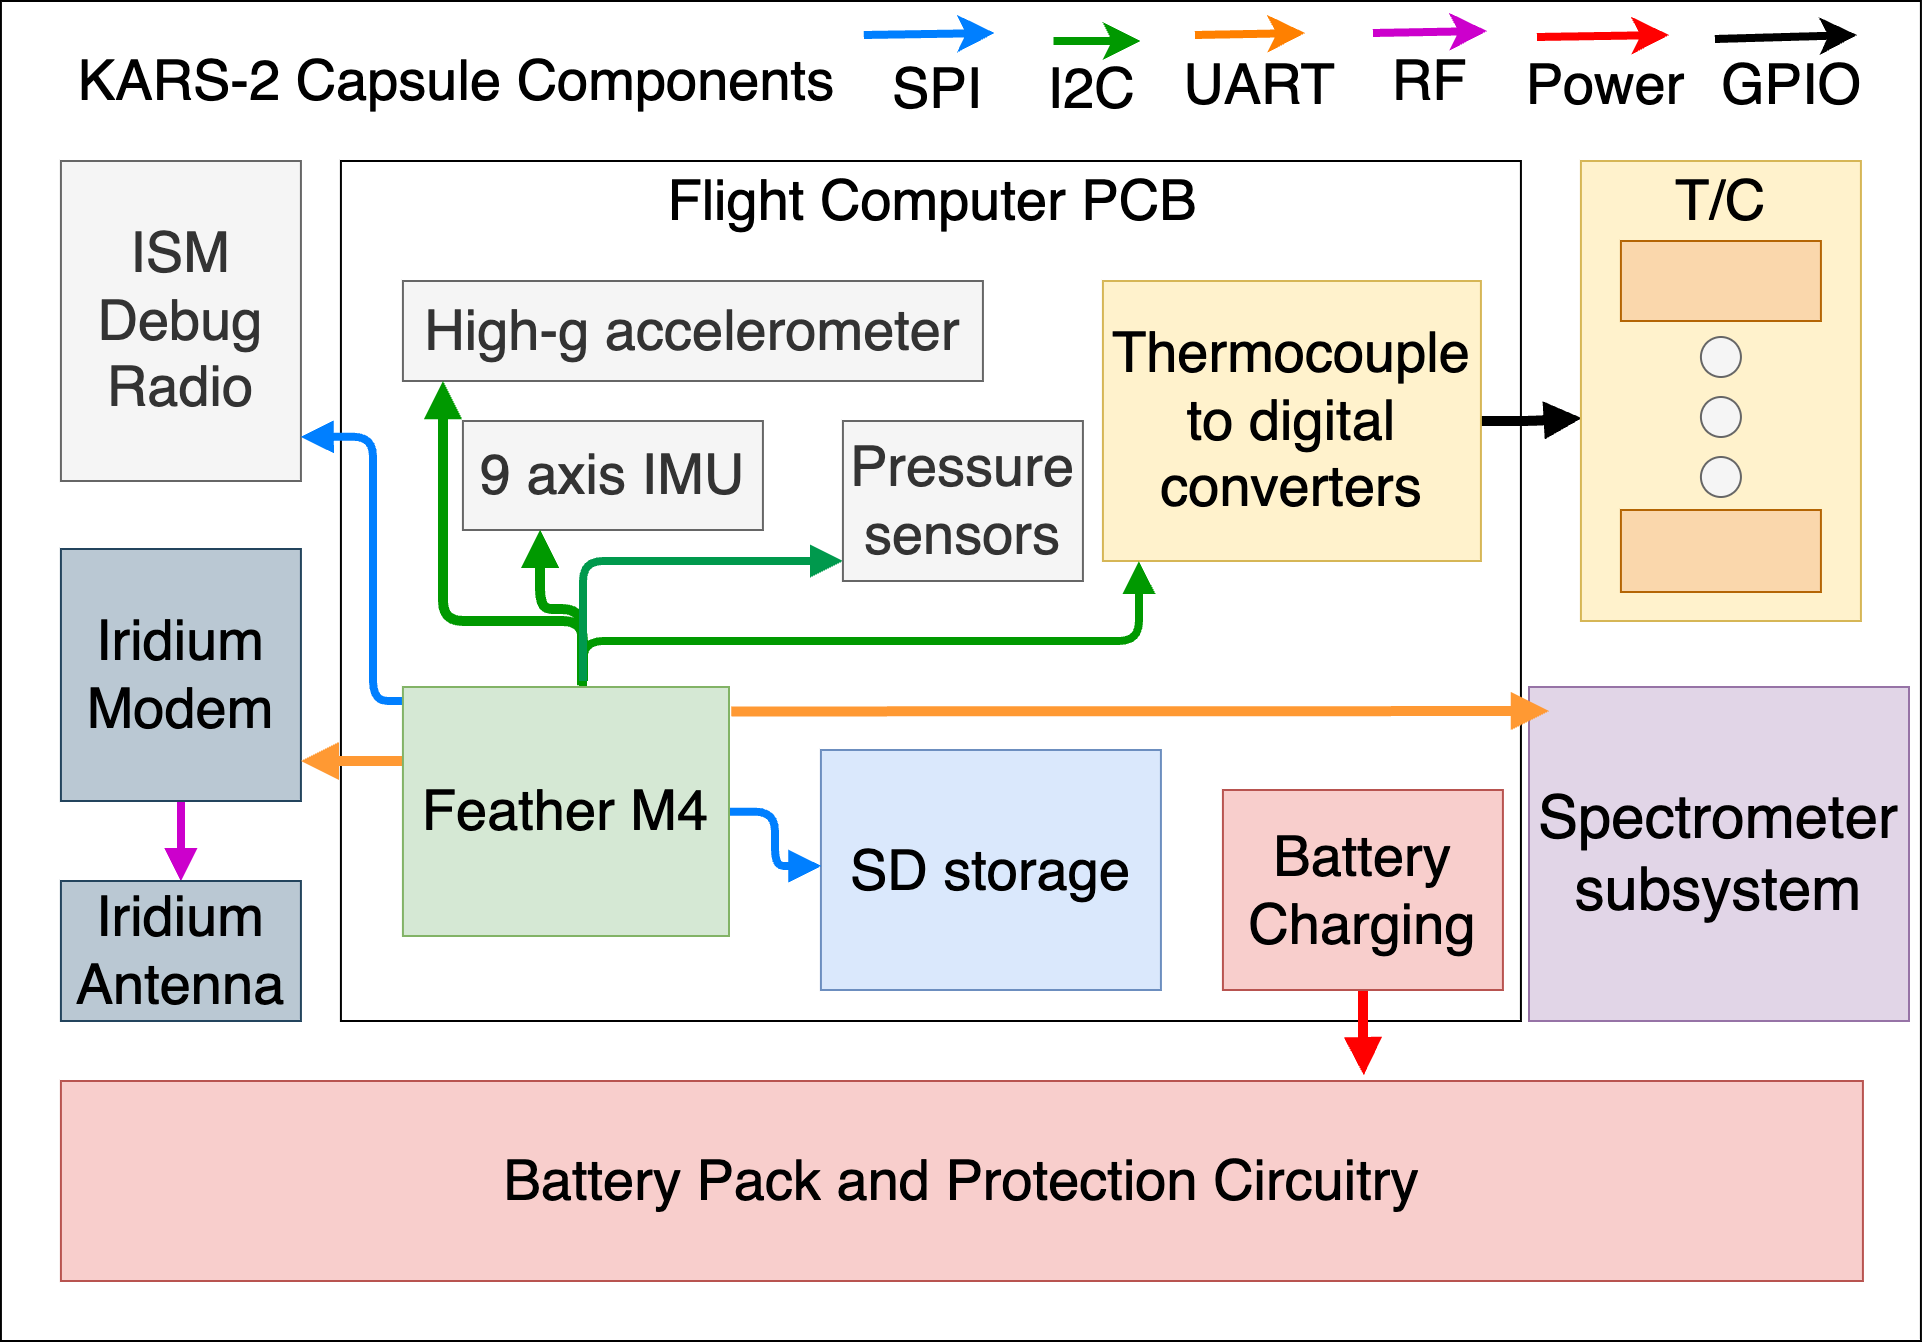 KARS-2 Capsule Components
SPI
I2C
UART
RF
Power
GPIO
ISM
Debug
Radio
Flight Computer PCB
T/C
High-g accelerometer
9 axis IMU
Pressure
sensors
Thermocouple
to digital
converters
Iridium
Modem
Feather M4
SD storage
Battery
Charging
Spectrometer
subsystem
Iridium
Antenna
Battery Pack and Protection Circuitry